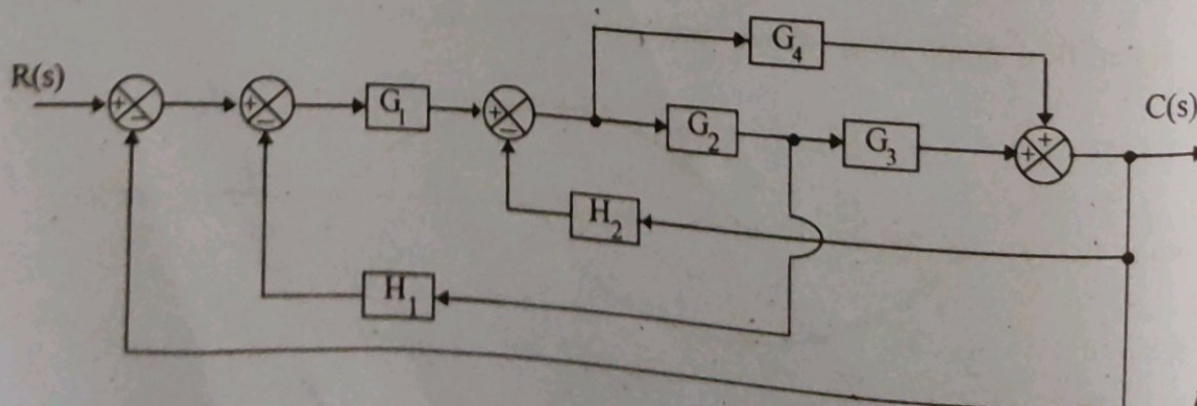 G₄
R(s)
C(s)
G₁
G₂
G₃
H₂
H₁
+
−
+
−
+
−
+
+